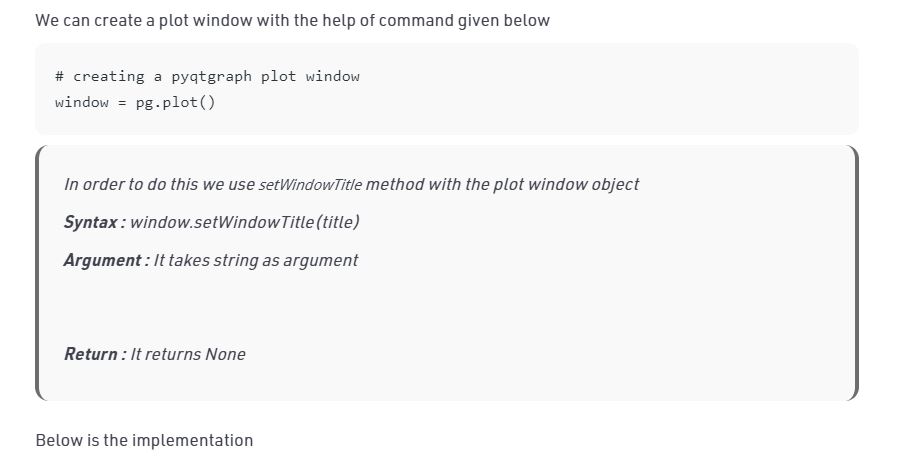 We can create a plot window with the help of command given below
# creating a pyqtgraph plot window
window = pg.plot()
In order to do this we use setWindowTitle method with the plot window object
Syntax : window.setWindowTitle(title)
Argument : It takes string as argument
Return : It returns None
Below is the implementation